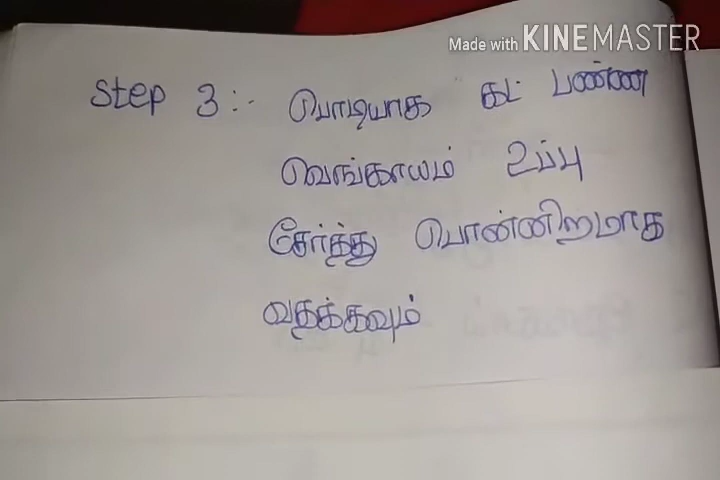 Made with KINEMASTER
Step 3:- பொடியாக கட் பண்ண
வெங்காயம் உப்பு
சேர்த்து பொன்னிறமாக
வதக்கவும்